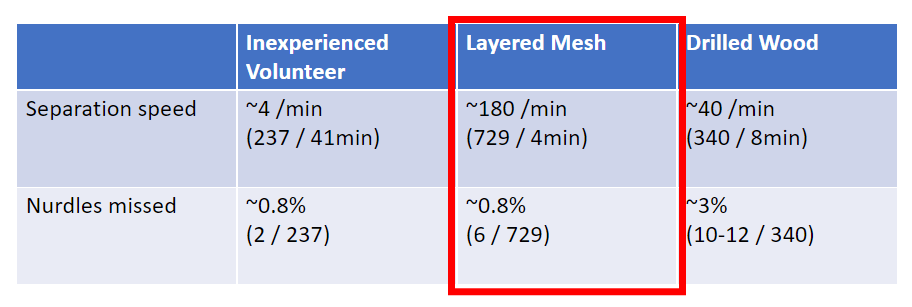 Inexperienced Volunteer
Layered Mesh
Drilled Wood
Separation speed
~4 /min
(237 / 41min)
~180 /min
(729 / 4min)
~40 /min
(340 / 8min)
Nurdles missed
~0.8%
(2 / 237)
~0.8%
(6 / 729)
~3%
(10-12 / 340)